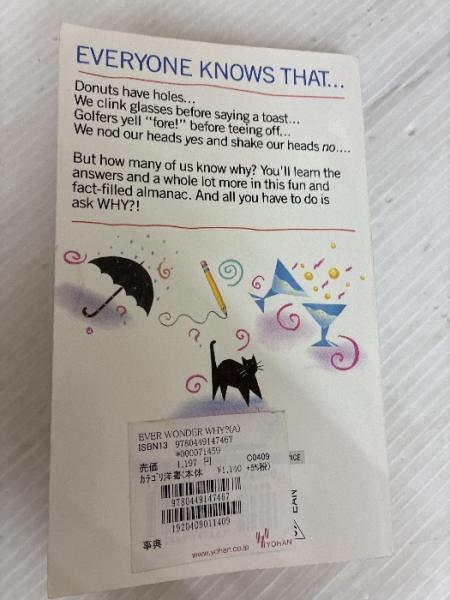 EVERYONE KNOWS THAT...
Donuts have holes...
We clink glasses before saying a toast...
Golfers yell "fore!" before teeing off...
We nod our heads yes and shake our heads no....
But how many of us know why? You'll learn the
answers and a whole lot more in this fun and
fact-filled almanac. And all you have to do is
ask WHY?!
EVER WONDER WHY?(A)
ISBN13 9780449147467
*000071459
売価 1,197 円 C0409
カテゴリ洋書(本体 ¥1,140 +5%税)
9780449147467
1920409011409
事典
www.yohan.co.jp YOHAN